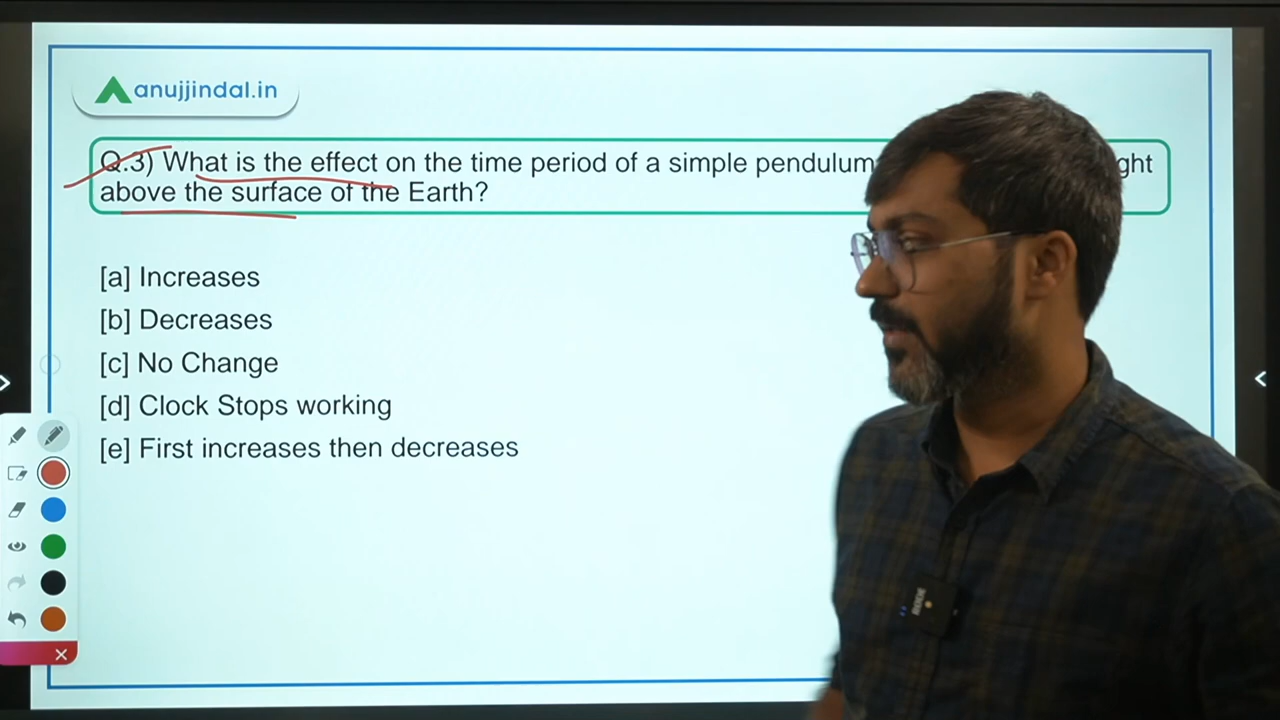 anujjindal.in
Q.3) What is the effect on the time period of a simple pendulum
above the surface of the Earth?
[a] Increases
[b] Decreases
[c] No Change
[d] Clock Stops working
[e] First increases then decreases
RODE